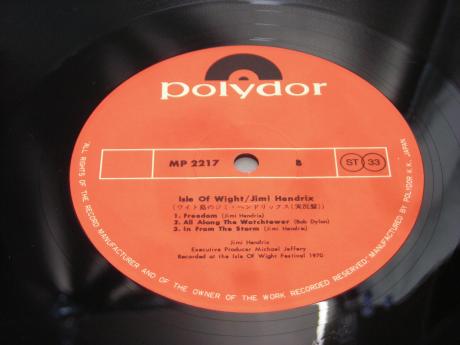 polydor
MP 2217 B ST 33
Isle Of Wight/Jimi Hendrix
(ワイト島のジミ・ヘンドリックス(実況盤))
1. Freedom (Jimi Hendrix)
2. All Along The Watchtower (Bob Dylan)
3. In From The Storm (Jimi Hendrix)
Jimi Hendrix
Executive Producer Michael Jeffery
Recorded at the Isle Of Wight Festival 1970
"ALL RIGHTS OF THE RECORD MANUFACTURER AND OF THE OWNER OF THE WORK RECORDED RESERVED" MANUFACTURED BY POLYDOR K.K. JAPAN